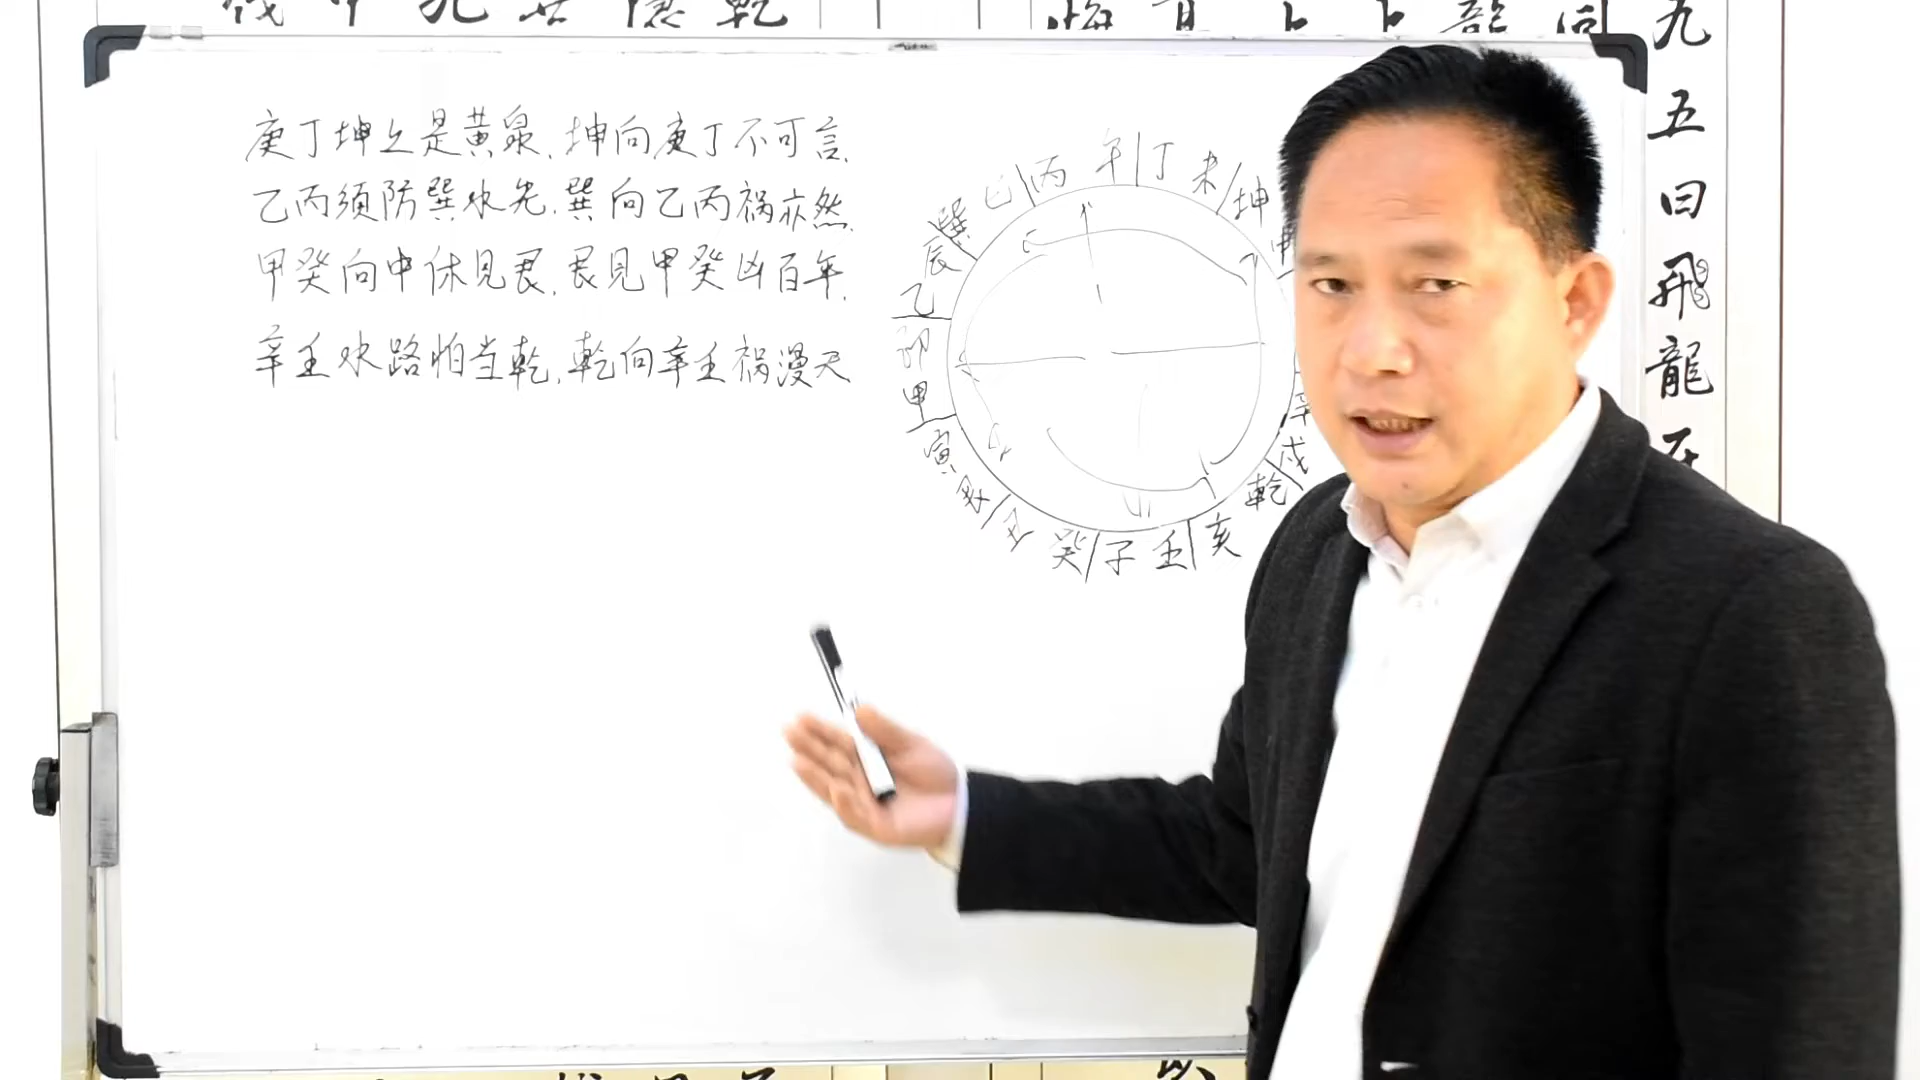 庚丁坤上是黄泉.坤向庚丁不可言.
乙丙须防巽水先.巽向乙丙祸亦然.
甲癸向中休见艮.艮见甲癸凶百年.
辛壬水路怕当乾.乾向辛壬祸漫天
巳丙午丁未坤
巽
辰
乙
卯
甲
寅
艮
丑
癸子壬亥
乾
戌
辛
九五曰飛龍在